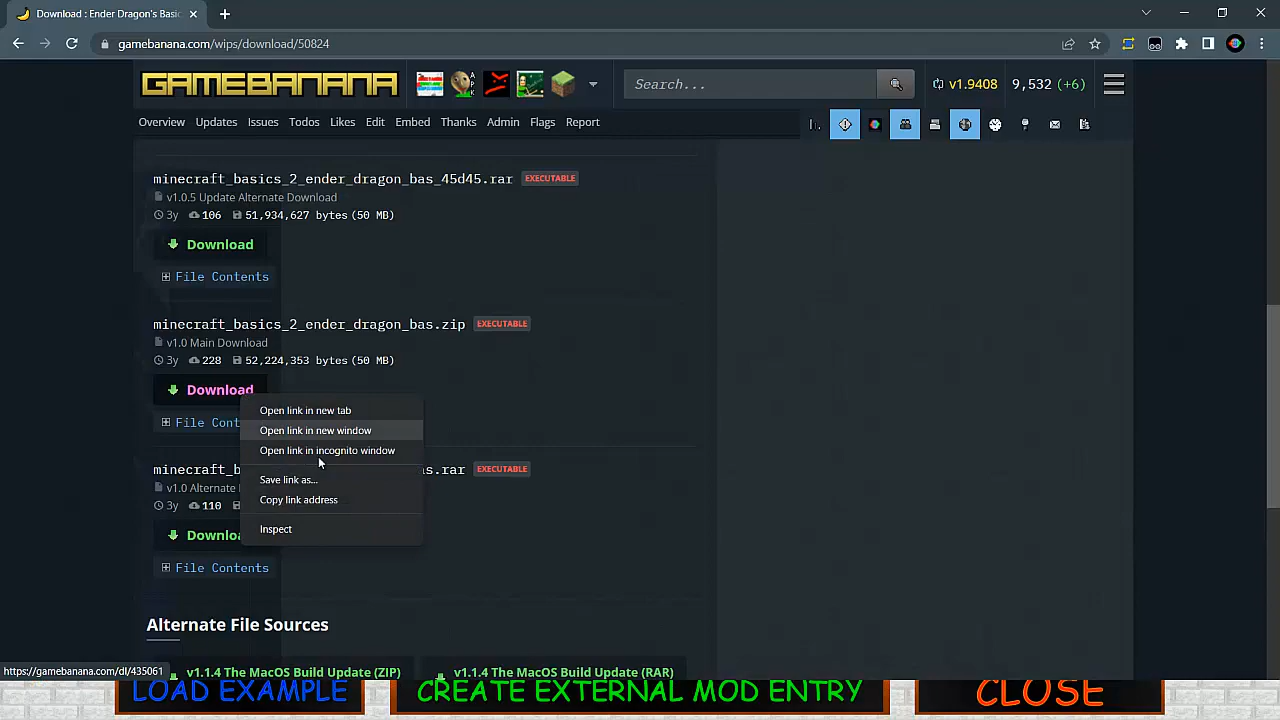 Download : Ender Dragon's Basic
gamebanana.com/wips/download/50824
GAMEBANANA
Search...
v1.9408
9,532 (+6)
Overview Updates Issues Todos Likes Edit Embed Thanks Admin Flags Report
minecraft_basics_2_ender_dragon_bas_45d45.rar EXECUTABLE
v1.0.5 Update Alternate Download
3y 106 51,934,627 bytes (50 MB)
Download
File Contents
minecraft_basics_2_ender_dragon_bas.zip EXECUTABLE
v1.0 Main Download
3y 228 52,224,353 bytes (50 MB)
Download
Open link in new tab
File Cont
Open link in new window
Open link in incognito window
minecraft_b as.rar EXECUTABLE
Save link as...
v1.0 Alternate
Copy link address
3y 110
Inspect
Downlo
File Contents
Alternate File Sources
https://gamebanana.com/dl/435061
v1.1.4 The MacOS Build Update (ZIP)
v1.1.4 The MacOS Build Update (RAR)
LOAD EXAMPLE
CREATE EXTERNAL MOD ENTRY
CLOSE